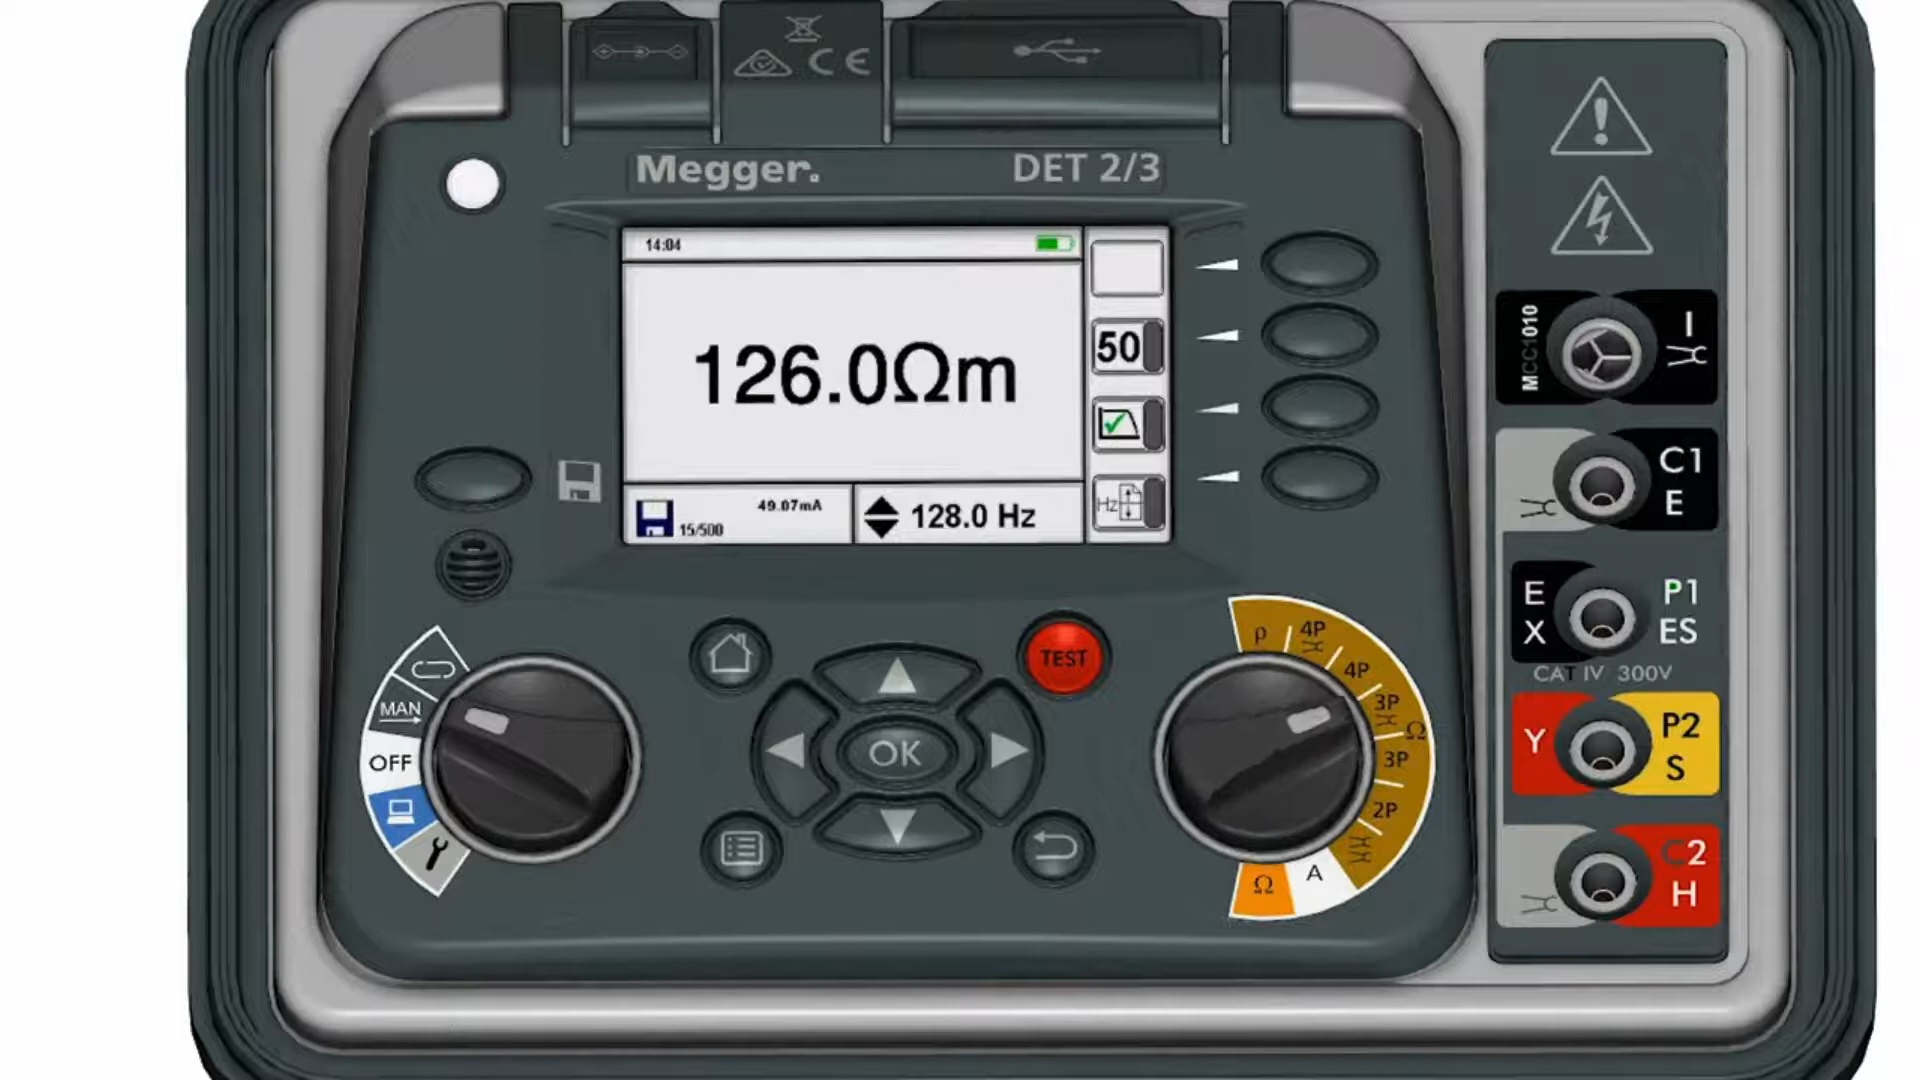 CE
Megger.
DET 2/3
14:04
126.0Ωm
50
49.07mA
15/500
128.0 Hz
Hz
MCC1010
I
C1
E
E
X
P1
ES
CAT IV 300V
Y
P2
S
C2
H
MAN
OFF
TEST
OK
ρ
4P
4P
3P
Ω
3P
2P
A
Ω